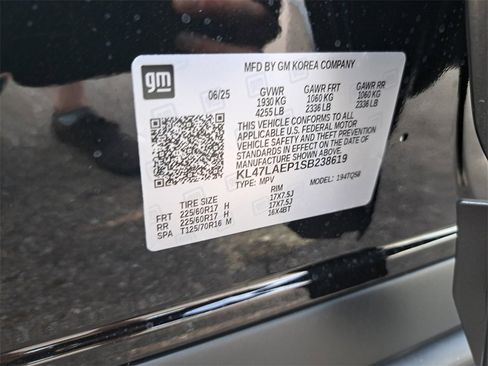 gm
MFD BY GM KOREA COMPANY
06/25 GVWR GAWR FRT GAWR RR
1930 KG 1060 KG 1060 KG
4255 LB 2336 LB 2336 LB
THIS VEHICLE CONFORMS TO ALL
APPLICABLE U.S. FEDERAL MOTOR
VEHICLE SAFETY AND THEFT PREVENTION
STANDARDS IN EFFECT ON THE DATE OF
MANUFACTURE SHOWN ABOVE.
KL47LAEP1SB238619
TYPE: MPV MODEL:
RIM
FRT 225/60R17 H 17X7.5J
RR 225/60R17 H 17X7.5J
SPA T125/70R16 M 16X4BT